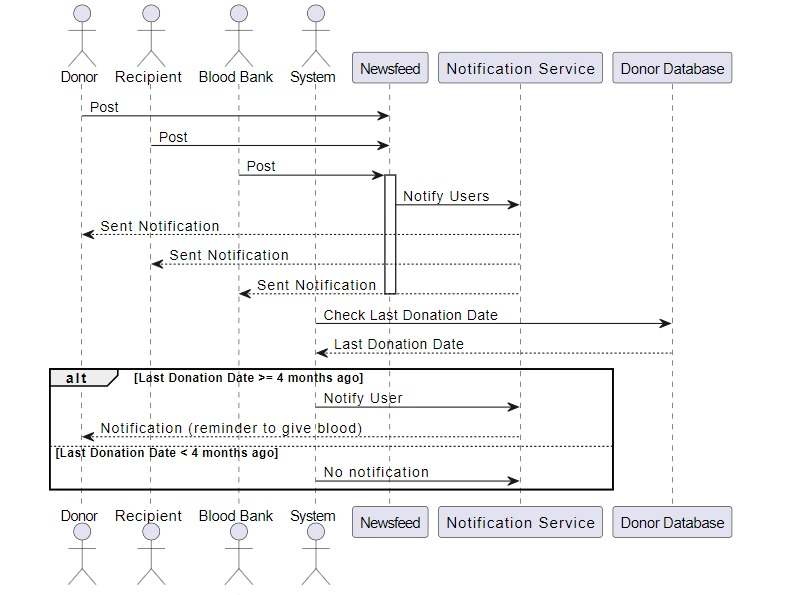 Donor Recipient Blood Bank System Newsfeed Notification Service Donor Database
Post
Post
Post
Notify Users
Sent Notification
Sent Notification
Sent Notification
Check Last Donation Date
Last Donation Date
alt [Last Donation Date >= 4 months ago]
Notify User
Notification (reminder to give blood)
[Last Donation Date < 4 months ago]
No notification
Donor Recipient Blood Bank System Newsfeed Notification Service Donor Database